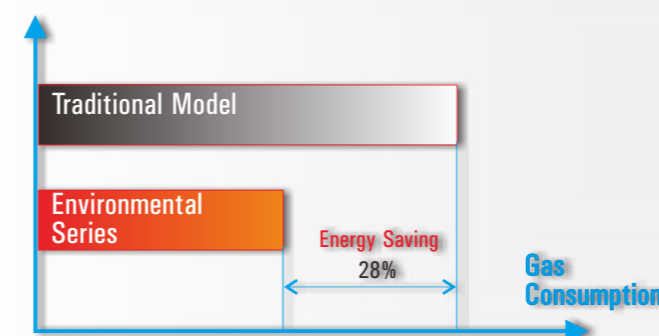 Traditional Model
Environmental
Series
Energy Saving
28%
Gas
Consumption